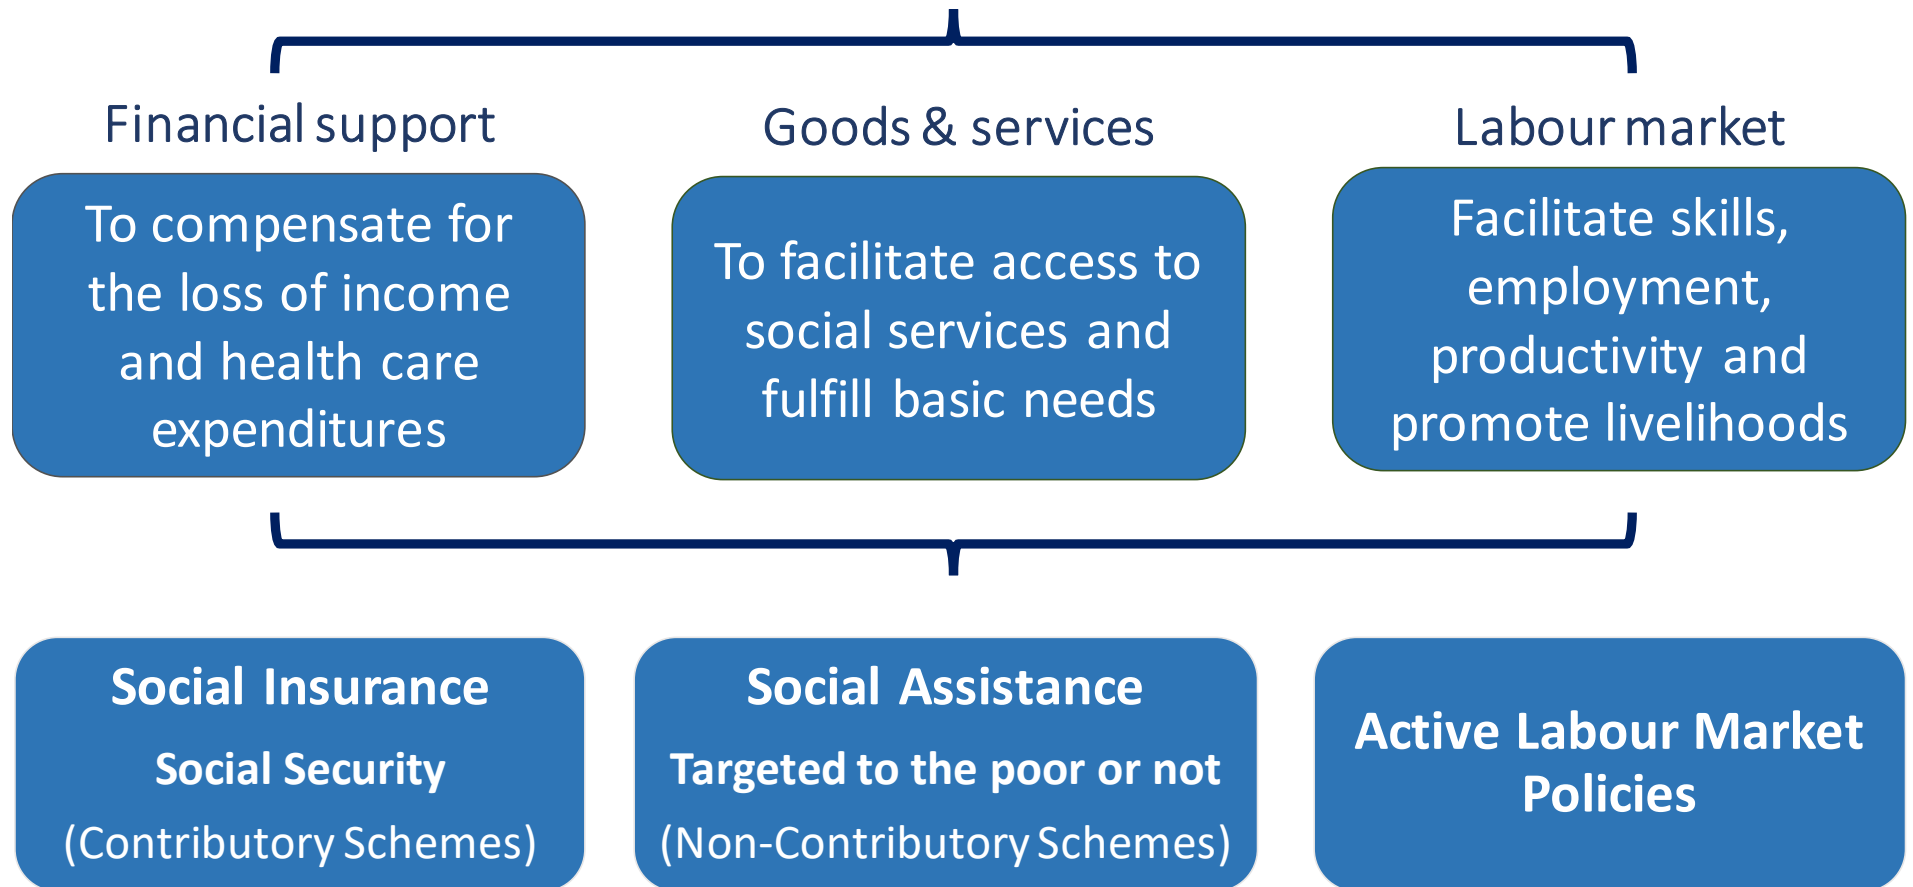 Financial support
To compensate for
the loss of income
and health care
expenditures
Goods & services
To facilitate access to
social services and
fulfill basic needs
Labour market
Facilitate skills,
employment,
productivity and
promote livelihoods
Social Insurance
Social Security
(Contributory Schemes)
Social Assistance
Targeted to the poor or not
(Non-Contributory Schemes)
Active Labour Market
Policies